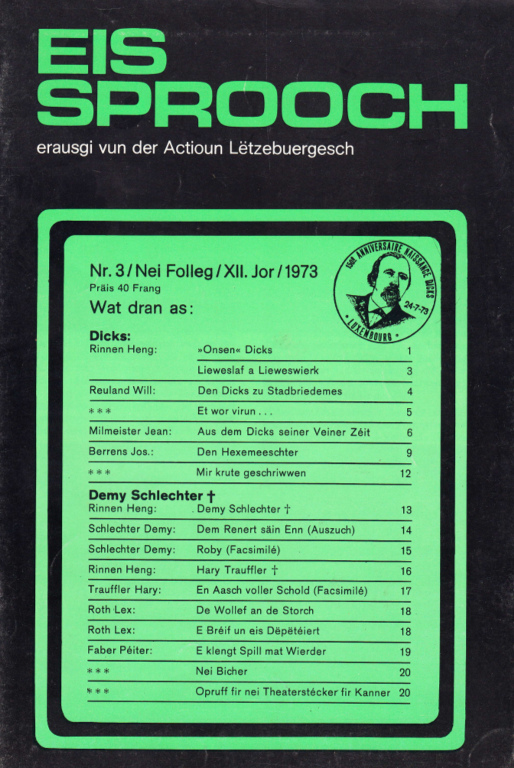 EIS
SPROOCH
erausgi vun der Actioun Lëtzebuergesch
Nr. 3/Nei Folleg/XII. Jor/1973
Präis 40 Frang
Wat dran as:
150e ANNIVERSAIRE NAISSANCE DICKS
24-7-73
• LUXEMBOURG •
Dicks:
Rinnen Heng: »Onsen« Dicks 1
Lieweslaf a Lieweswierk 3
Reuland Will: Den Dicks zu Stadbriedemes 4
*** Et wor virun . . . 5
Milmeister Jean: Aus dem Dicks seiner Veiner Zéit 6
Berrens Jos.: Den Hexemeeschter 9
*** Mir krute geschriwwen 12
Demy Schlechter †
Rinnen Heng: Demy Schlechter † 13
Schlechter Demy: Dem Renert säin Enn (Auszuch) 14
Schlechter Demy: Roby (Facsimilé) 15
Rinnen Heng: Hary Trauffler † 16
Trauffler Hary: En Aasch voller Schold (Facsimilé) 17
Roth Lex: De Wollef an de Storch 18
Roth Lex: E Bréif un eis Dëpëtéiert 18
Faber Péiter: E klengt Spill mat Wierder 19
*** Nei Bicher 20
*** Opruff fir nei Theaterstécker fir Kanner 20